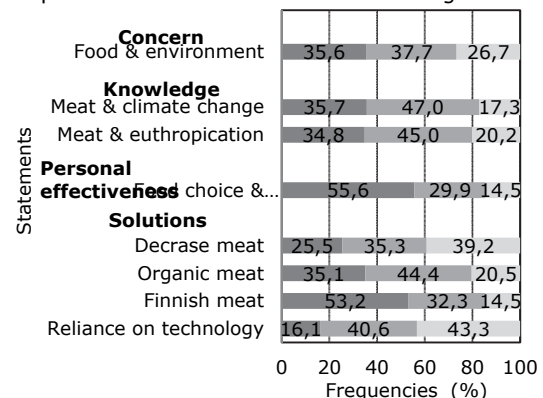 Concern
Food & environment 35,6 37,7 26,7
Knowledge
Meat & climate change 35,7 47,0 17,3
Meat & euthropication 34,8 45,0 20,2
Statements
Personal
effectiveness Food choice &... 55,6 29,9 14,5
Solutions
Decrase meat 25,5 35,3 39,2
Organic meat 35,1 44,4 20,5
Finnish meat 53,2 32,3 14,5
Reliance on technology 16,1 40,6 43,3
0 20 40 60 80 100
Frequencies (%)